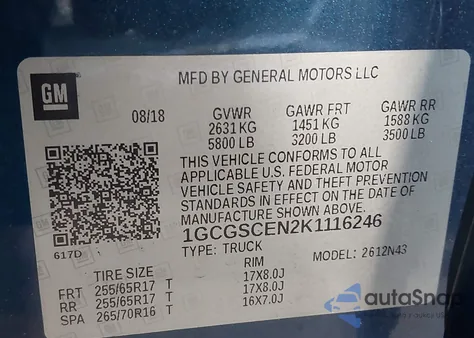 GM
MFD BY GENERAL MOTORS LLC
08/18 GVWR GAWR FRT GAWR RR
2631 KG 1451 KG 1588 KG
5800 LB 3200 LB 3500 LB
THIS VEHICLE CONFORMS TO ALL
APPLICABLE U.S. FEDERAL MOTOR
VEHICLE SAFETY AND THEFT PREVENTION
STANDARDS IN EFFECT ON THE DATE OF
MANUFACTURE SHOWN ABOVE.
1GCGSCEN2K1116246
617D TYPE: TRUCK MODEL: 2612N43
TIRE SIZE RIM
FRT 255/65R17 T 17X8.0J
RR 255/65R17 T 17X8.0J
SPA 265/70R16 T 16X7.0J
autoSnap